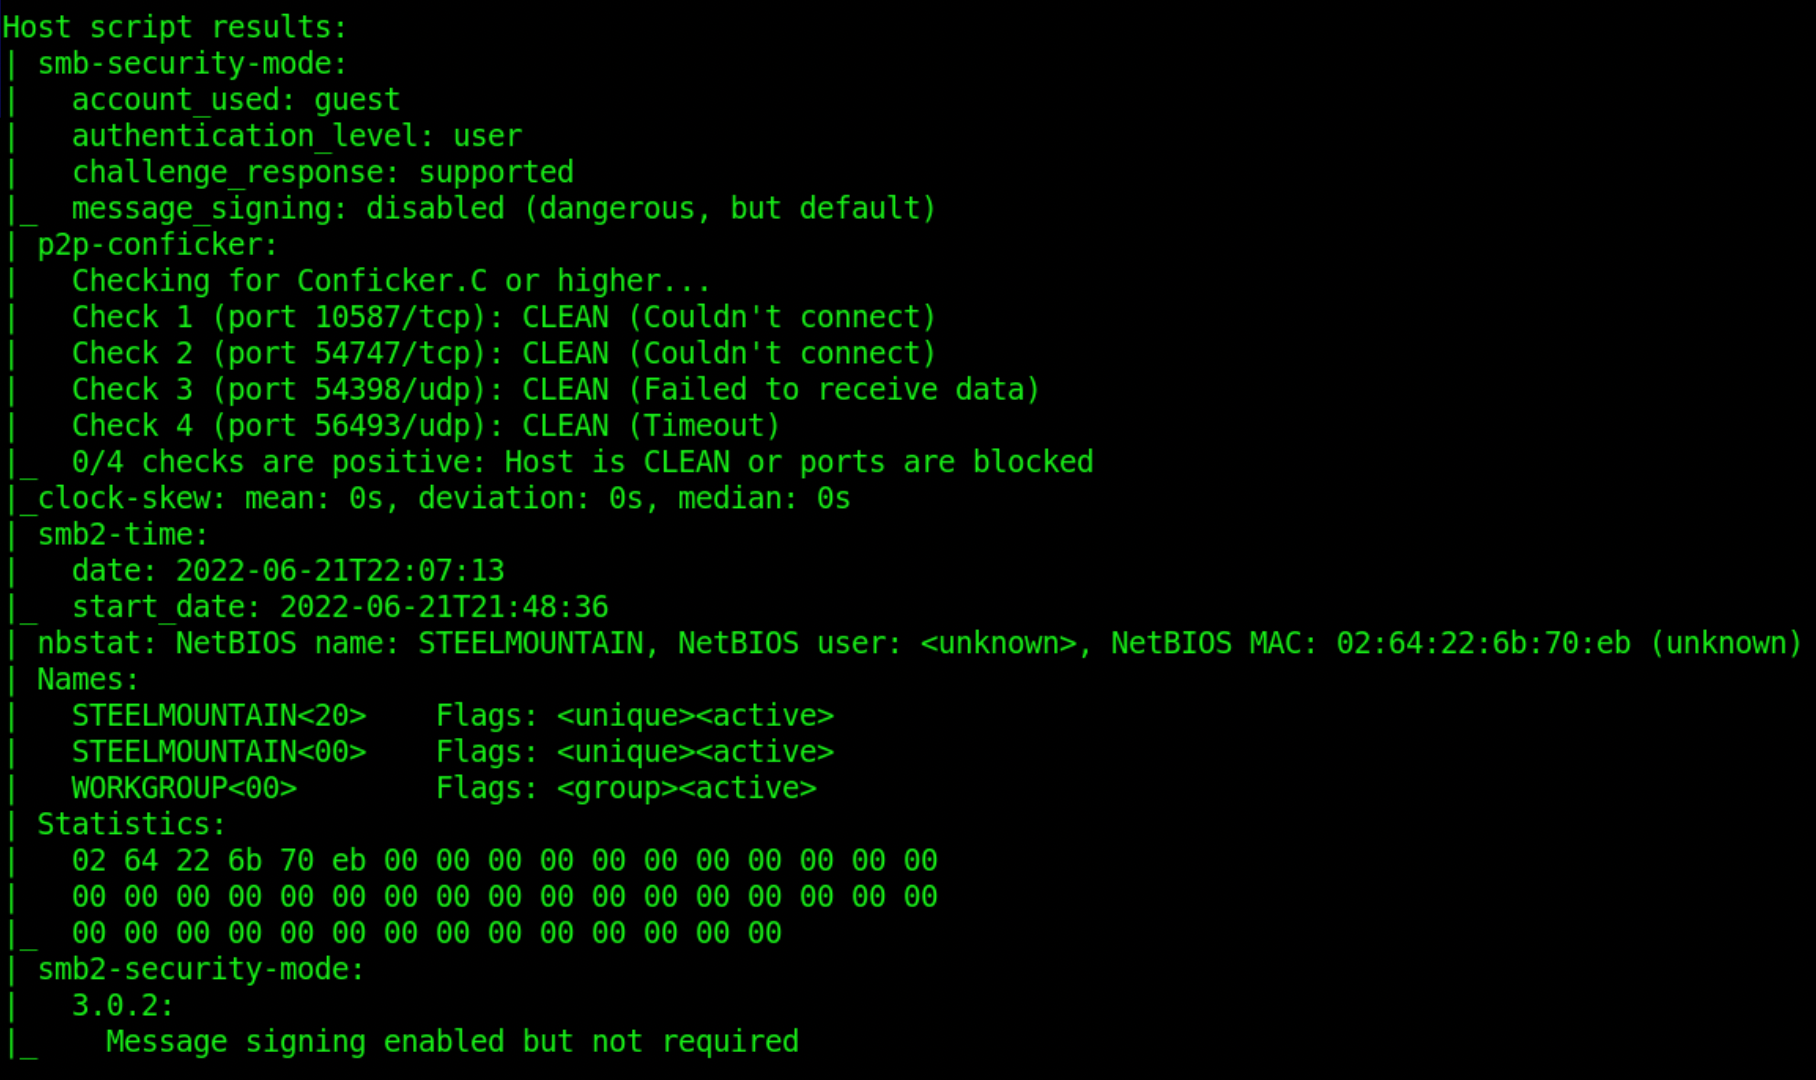 Host script results:
| smb-security-mode:
|   account_used: guest
|   authentication_level: user
|   challenge_response: supported
|_  message_signing: disabled (dangerous, but default)
| p2p-conficker:
|   Checking for Conficker.C or higher...
|   Check 1 (port 10587/tcp): CLEAN (Couldn't connect)
|   Check 2 (port 54747/tcp): CLEAN (Couldn't connect)
|   Check 3 (port 54398/udp): CLEAN (Failed to receive data)
|   Check 4 (port 56493/udp): CLEAN (Timeout)
|_  0/4 checks are positive: Host is CLEAN or ports are blocked
|_clock-skew: mean: 0s, deviation: 0s, median: 0s
| smb2-time:
|   date: 2022-06-21T22:07:13
|_  start_date: 2022-06-21T21:48:36
| nbstat: NetBIOS name: STEELMOUNTAIN, NetBIOS user: <unknown>, NetBIOS MAC: 02:64:22:6b:70:eb (unknown)
| Names:
|   STEELMOUNTAIN<20>    Flags: <unique><active>
|   STEELMOUNTAIN<00>    Flags: <unique><active>
|   WORKGROUP<00>        Flags: <group><active>
| Statistics:
|   02 64 22 6b 70 eb 00 00 00 00 00 00 00 00 00 00 00
|   00 00 00 00 00 00 00 00 00 00 00 00 00 00 00 00 00
|_  00 00 00 00 00 00 00 00 00 00 00 00 00 00
| smb2-security-mode:
|   3.0.2:
|_    Message signing enabled but not required